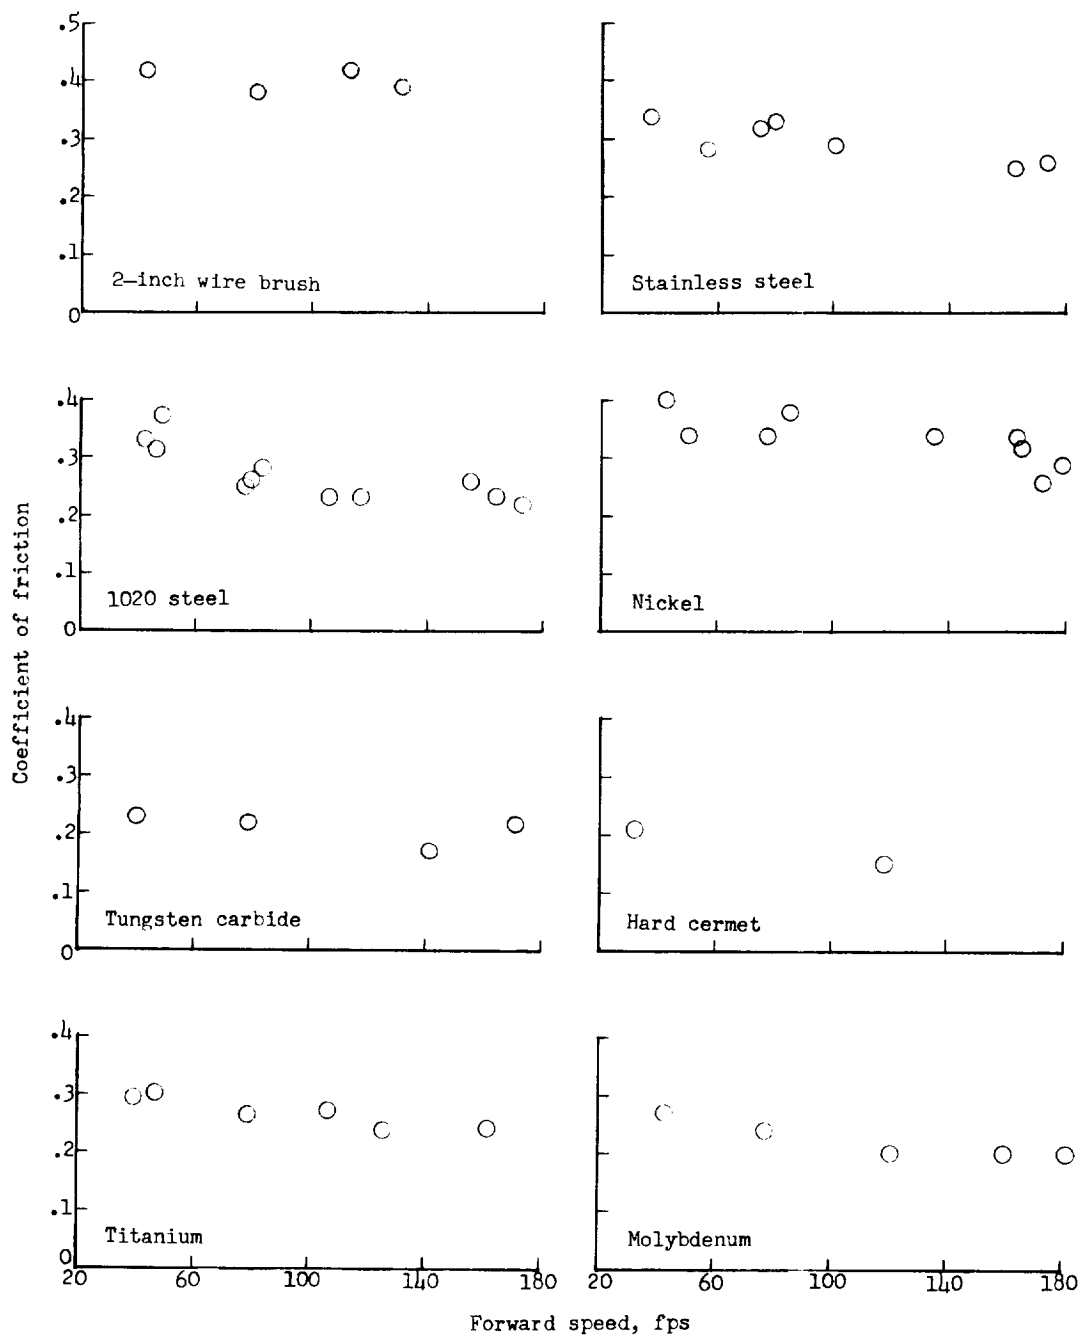 .5
.4
.3
.2
.1
0
2-inch wire brush
Stainless steel
.4
.3
.2
.1
0
1020 steel
Nickel
Coefficient of friction
.4
.3
.2
.1
0
Tungsten carbide
Hard cermet
.4
.3
.2
.1
0
Titanium
Molybdenum
20 60 100 140 180
20 60 100 140 180
Forward speed, fps